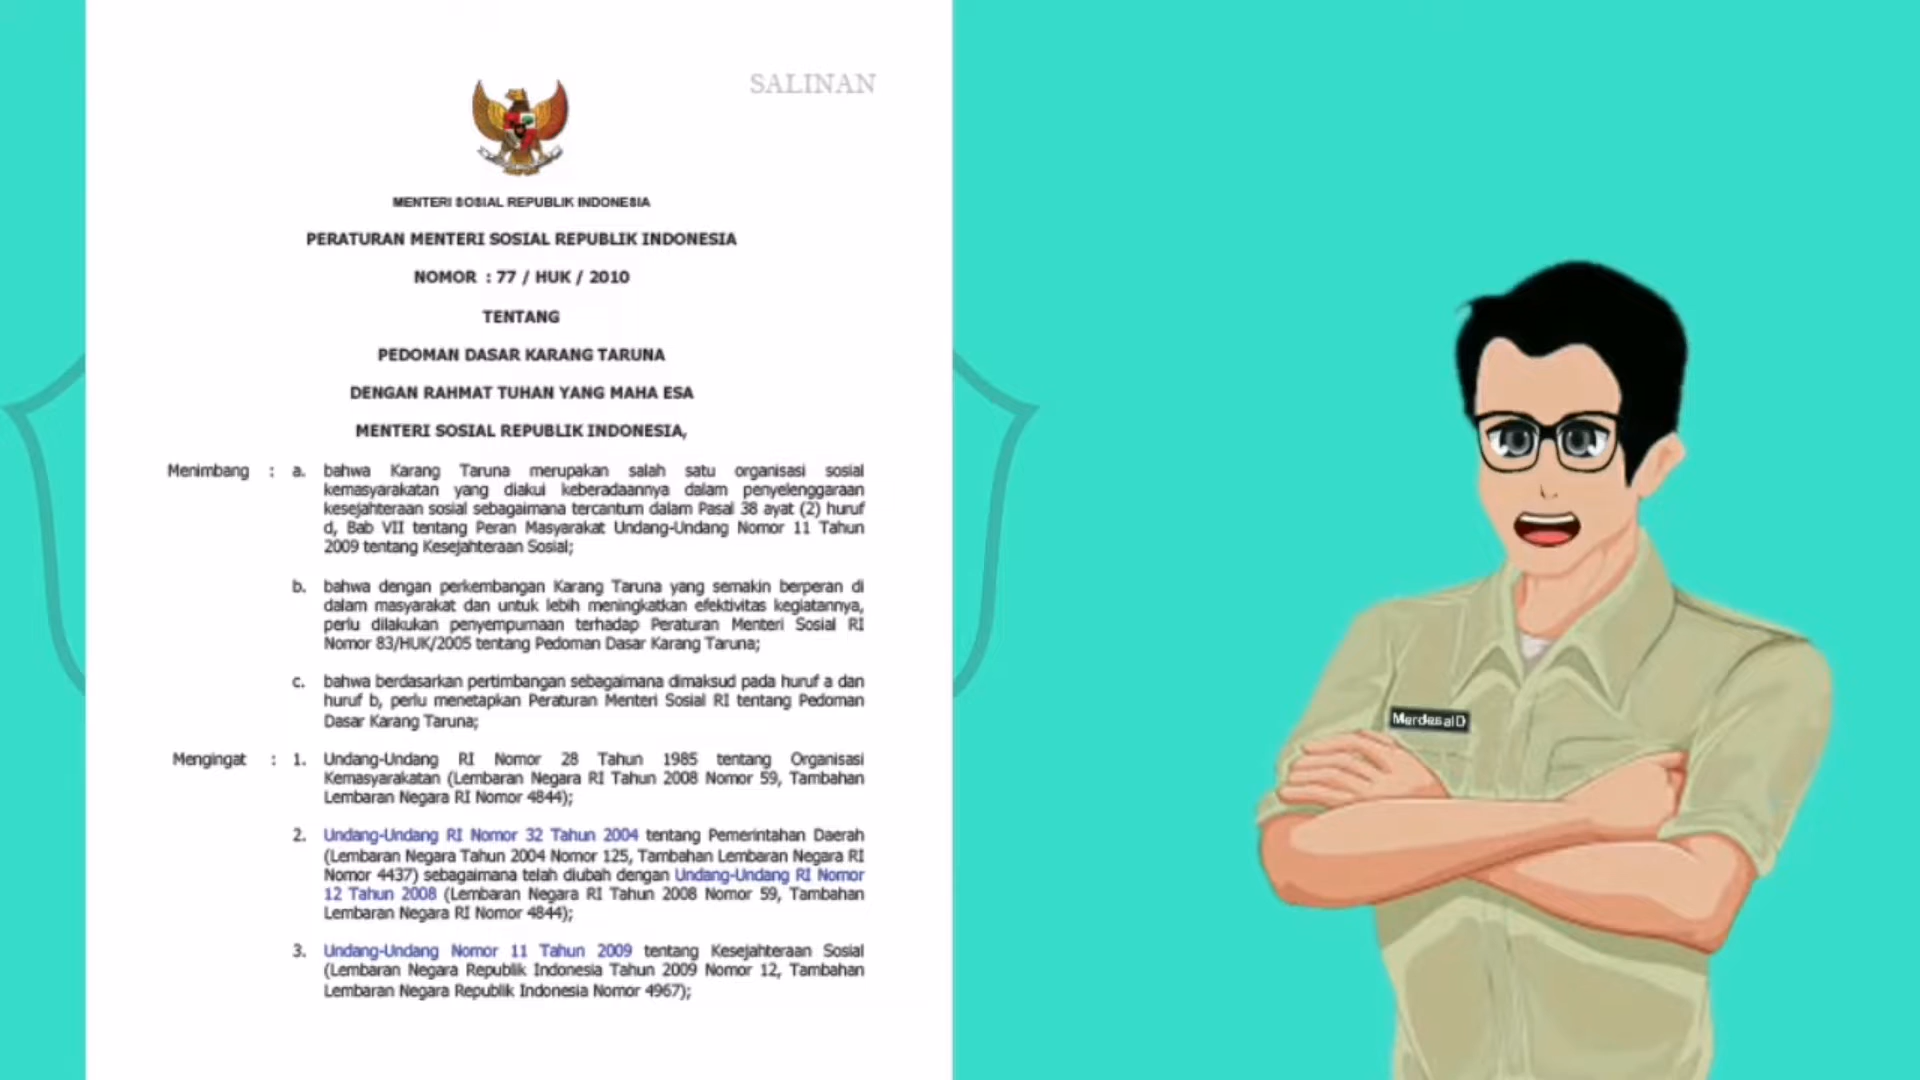 SALINAN
MENTERI SOSIAL REPUBLIK INDONESIA
PERATURAN MENTERI SOSIAL REPUBLIK INDONESIA
NOMOR : 77 / HUK / 2010
TENTANG
PEDOMAN DASAR KARANG TARUNA
DENGAN RAHMAT TUHAN YANG MAHA ESA
MENTERI SOSIAL REPUBLIK INDONESIA,
Menimbang : a. bahwa Karang Taruna merupakan salah satu organisasi sosial
kemasyarakatan yang diakui keberadaannya dalam penyelenggaraan
kesejahteraan sosial sebagaimana tercantum dalam Pasal 38 ayat (2) huruf
d, Bab VII tentang Peran Masyarakat Undang-Undang Nomor 11 Tahun
2009 tentang Kesejahteraan Sosial;
b. bahwa dengan perkembangan Karang Taruna yang semakin berperan di
dalam masyarakat dan untuk lebih meningkatkan efektivitas kegiatannya,
perlu dilakukan penyempurnaan terhadap Peraturan Menteri Sosial RI
Nomor 83/HUK/2005 tentang Pedoman Dasar Karang Taruna;
c. bahwa berdasarkan pertimbangan sebagaimana dimaksud pada huruf a dan
huruf b, perlu menetapkan Peraturan Menteri Sosial RI tentang Pedoman
Dasar Karang Taruna;
Mengingat : 1. Undang-Undang RI Nomor 28 Tahun 1985 tentang Organisasi
Kemasyarakatan (Lembaran Negara RI Tahun 2008 Nomor 59, Tambahan
Lembaran Negara RI Nomor 4844);
2. Undang-Undang RI Nomor 32 Tahun 2004 tentang Pemerintahan Daerah
(Lembaran Negara Tahun 2004 Nomor 125, Tambahan Lembaran Negara RI
Nomor 4437) sebagaimana telah diubah dengan Undang-Undang RI Nomor
12 Tahun 2008 (Lembaran Negara RI Tahun 2008 Nomor 59, Tambahan
Lembaran Negara RI Nomor 4844);
3. Undang-Undang Nomor 11 Tahun 2009 tentang Kesejahteraan Sosial
(Lembaran Negara Republik Indonesia Tahun 2009 Nomor 12, Tambahan
Lembaran Negara Republik Indonesia Nomor 4967);
MerdesaID